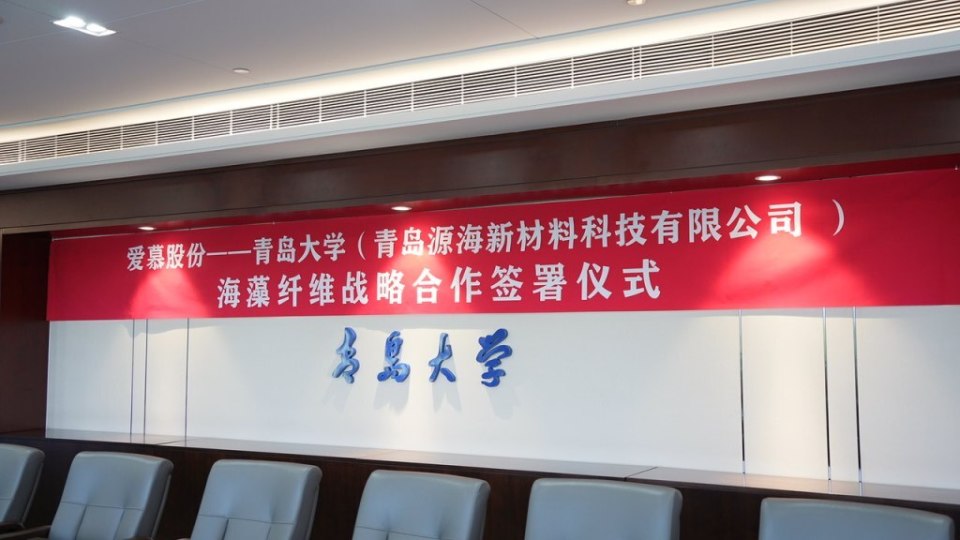 爱慕股份——青岛大学（青岛源海新材料科技有限公司）
海藻纤维战略合作签署仪式
青岛大学